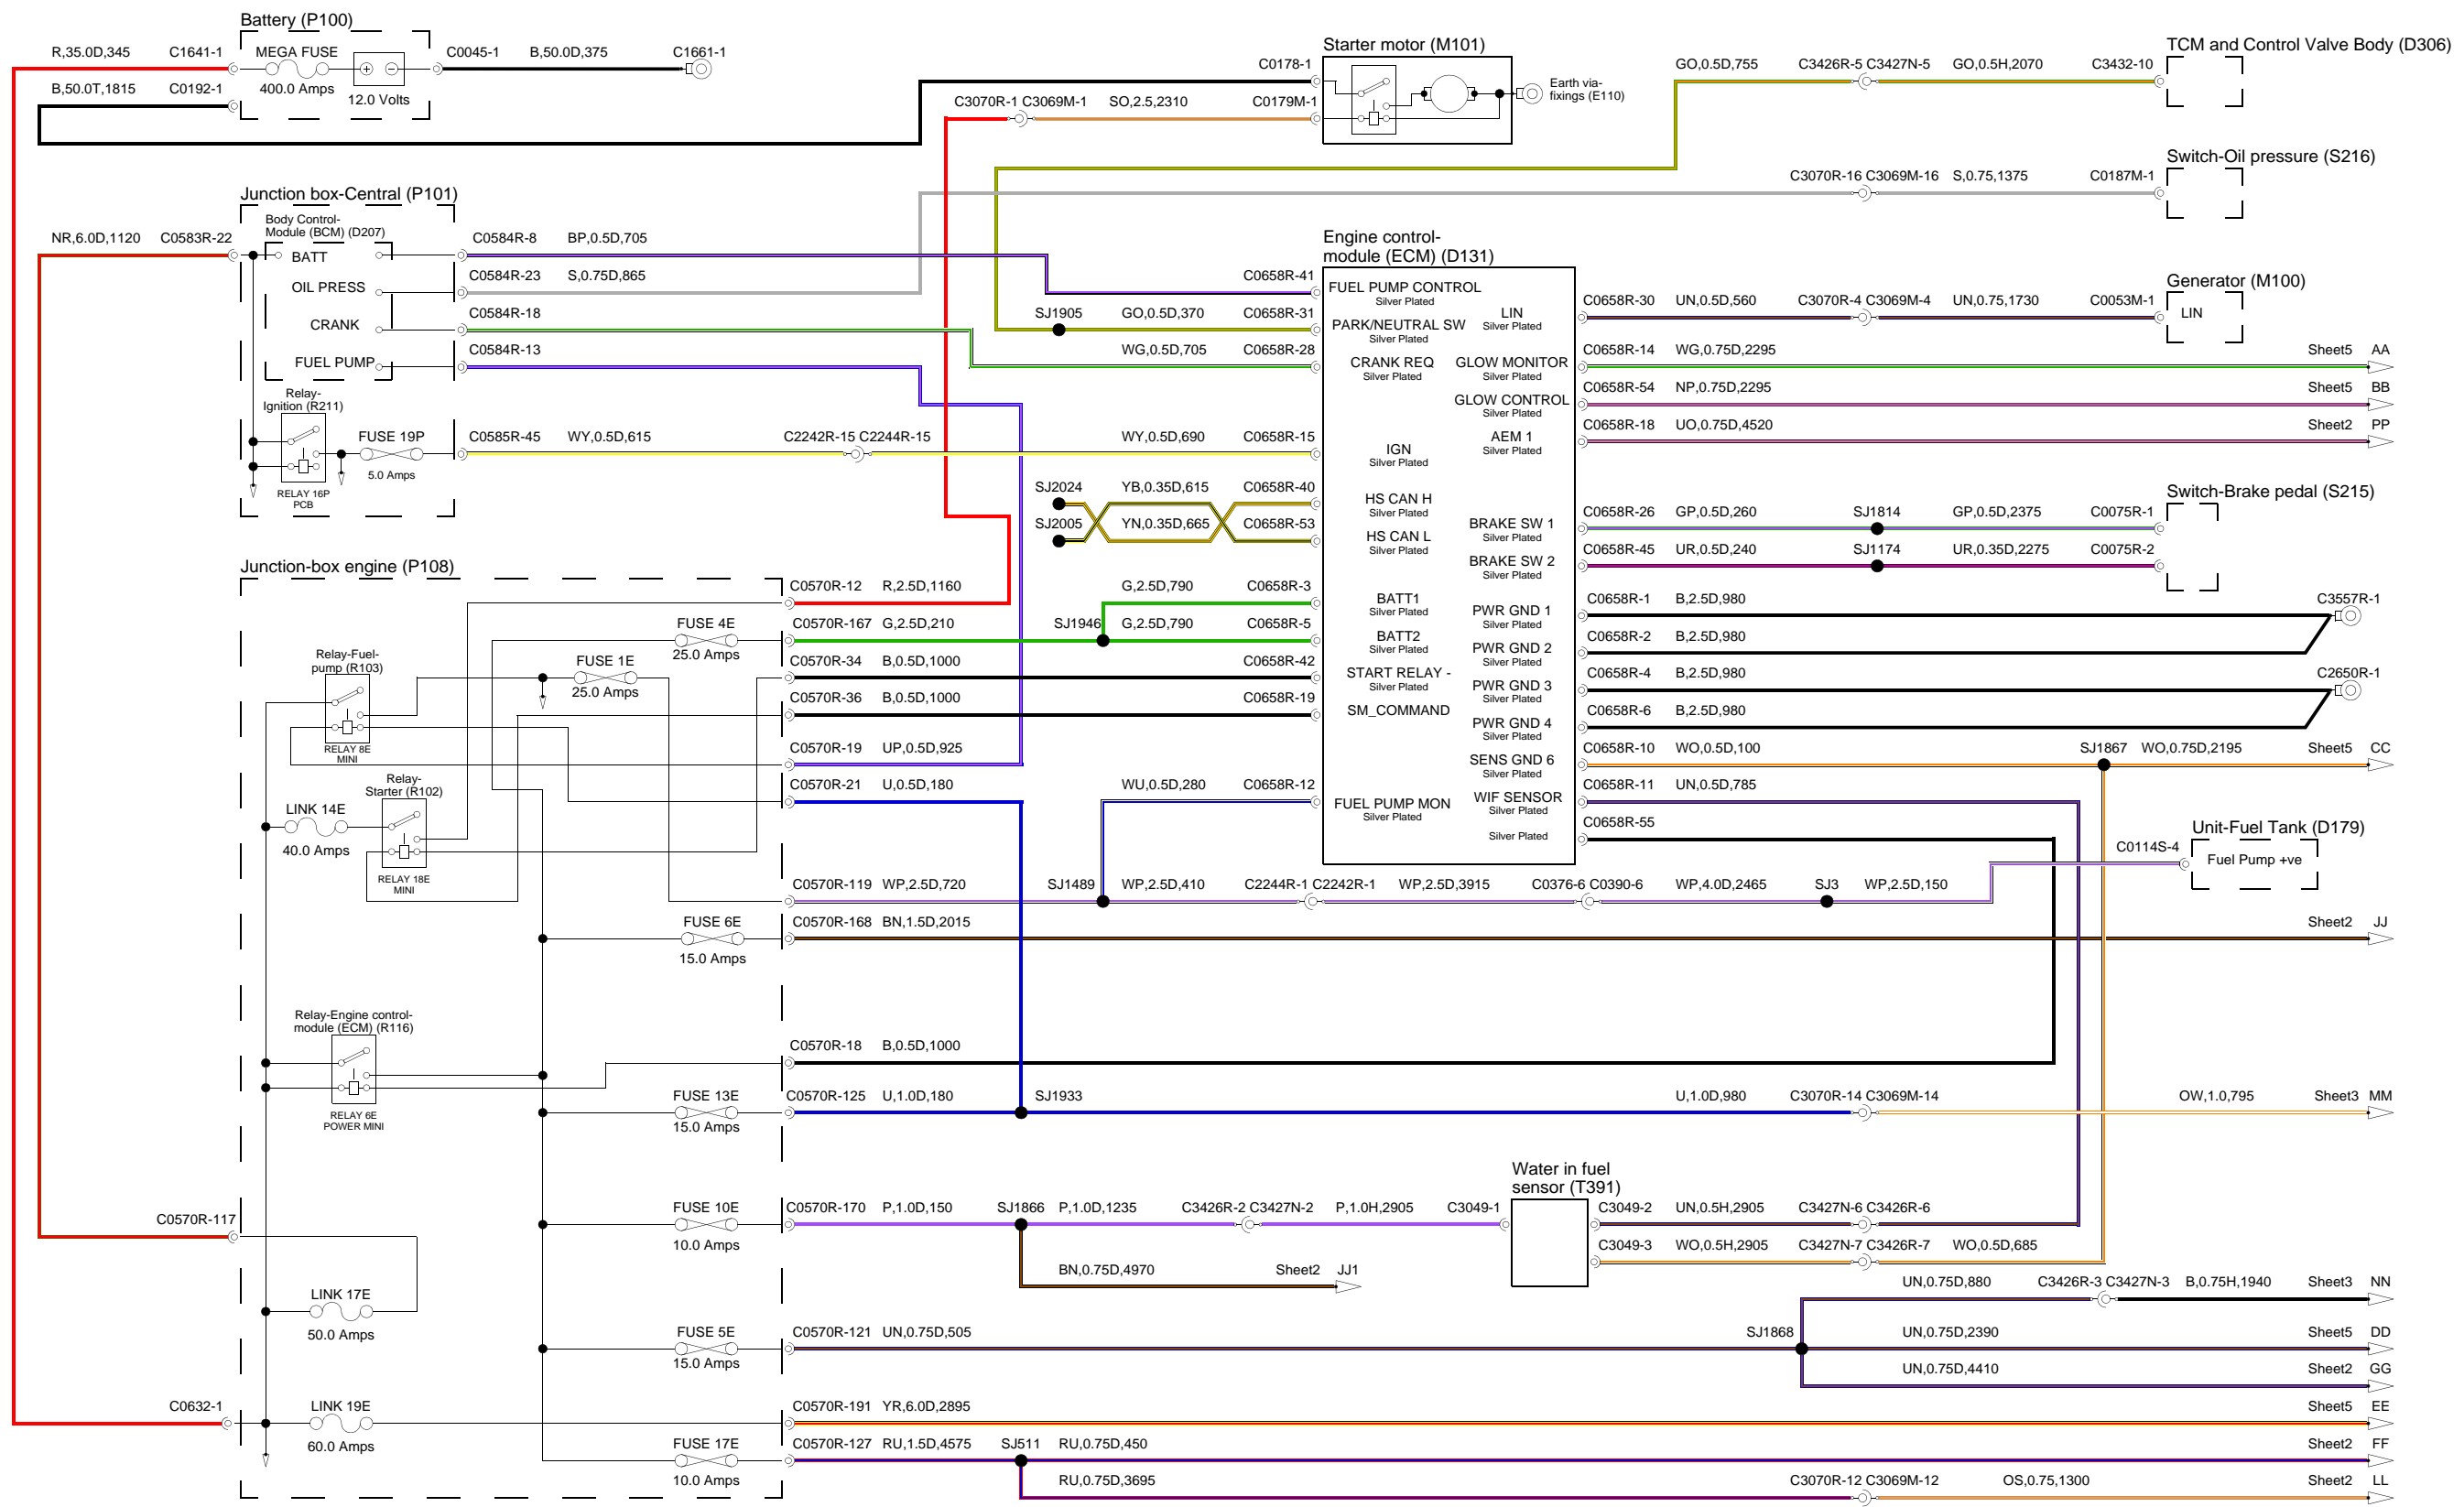 Battery (P100)
R,35.0D,345 C1641-1 MEGA FUSE C0045-1 B,50.0D,375 C1661-1
B,50.0T,1815 C0192-1 400.0 Amps 12.0 Volts
Starter motor (M101)
C0178-1
C3070R-1 C3069M-1 SO,2.5,2310 C0179M-1
Earth via-
fixings (E110)
TCM and Control Valve Body (D306)
GO,0.5D,755 C3426R-5 C3427N-5 GO,0.5H,2070 C3432-10
Switch-Oil pressure (S216)
C3070R-16 C3069M-16 S,0.75,1375 C0187M-1
Junction box-Central (P101)
Body Control-
Module (BCM) (D207)
NR,6.0D,1120 C0583R-22 BATT C0584R-8 BP,0.5D,705
OIL PRESS C0584R-23 S,0.75D,865
CRANK C0584R-18
FUEL PUMP C0584R-13
Relay-
Ignition (R211)
FUSE 19P C0585R-45 WY,0.5D,615 C2242R-15 C2244R-15 WY,0.5D,690 C0658R-15
5.0 Amps
RELAY 16P
PCB
Engine control-
module (ECM) (D131)
C0658R-41 FUEL PUMP CONTROL
Silver Plated
SJ1905 GO,0.5D,370 C0658R-31 PARK/NEUTRAL SW
Silver Plated
WG,0.5D,705 C0658R-28 CRANK REQ
Silver Plated
IGN
Silver Plated
SJ2024 YB,0.35D,615 C0658R-40 HS CAN H
Silver Plated
SJ2005 YN,0.35D,665 C0658R-53 HS CAN L
Silver Plated
G,2.5D,790 C0658R-3 BATT1
Silver Plated
SJ1946 G,2.5D,790 C0658R-5 BATT2
Silver Plated
C0658R-42 START RELAY -
Silver Plated
C0658R-19 SM_COMMAND
WU,0.5D,280 C0658R-12 FUEL PUMP MON
Silver Plated
Generator (M100)
LIN
Silver Plated
C0658R-30 UN,0.5D,560 C3070R-4 C3069M-4 UN,0.75,1730 C0053M-1 LIN
GLOW MONITOR
Silver Plated
C0658R-14 WG,0.75D,2295 Sheet5 AA
GLOW CONTROL
Silver Plated
C0658R-54 NP,0.75D,2295 Sheet5 BB
AEM 1
Silver Plated
C0658R-18 UO,0.75D,4520 Sheet2 PP
Switch-Brake pedal (S215)
BRAKE SW 1
Silver Plated
C0658R-26 GP,0.5D,260 SJ1814 GP,0.5D,2375 C0075R-1
BRAKE SW 2
Silver Plated
C0658R-45 UR,0.5D,240 SJ1174 UR,0.35D,2275 C0075R-2
PWR GND 1
Silver Plated
C0658R-1 B,2.5D,980 C3557R-1
PWR GND 2
Silver Plated
C0658R-2 B,2.5D,980
PWR GND 3
Silver Plated
C0658R-4 B,2.5D,980 C2650R-1
PWR GND 4
Silver Plated
C0658R-6 B,2.5D,980
SENS GND 6
Silver Plated
C0658R-10 WO,0.5D,100 SJ1867 WO,0.75D,2195 Sheet5 CC
WIF SENSOR
Silver Plated
C0658R-11 UN,0.5D,785
Silver Plated
C0658R-55
Unit-Fuel Tank (D179)
C0114S-4 Fuel Pump +ve
Junction-box engine (P108)
C0570R-12 R,2.5D,1160
FUSE 4E C0570R-167 G,2.5D,210
25.0 Amps
Relay-Fuel-
pump (R103)
FUSE 1E C0570R-34 B,0.5D,1000
25.0 Amps
C0570R-36 B,0.5D,1000
RELAY 8E
MINI
C0570R-19 UP,0.5D,925
Relay-
Starter (R102)
C0570R-21 U,0.5D,180
LINK 14E
40.0 Amps
RELAY 18E
MINI
C0570R-119 WP,2.5D,720 SJ1489 WP,2.5D,410 C2244R-1 C2242R-1 WP,2.5D,3915 C0376-6 C0390-6 WP,4.0D,2465 SJ3 WP,2.5D,150
FUSE 6E C0570R-168 BN,1.5D,2015 Sheet2 JJ
15.0 Amps
Relay-Engine control-
module (ECM) (R116)
C0570R-18 B,0.5D,1000
RELAY 6E
POWER MINI
FUSE 13E C0570R-125 U,1.0D,180 SJ1933 U,1.0D,980 C3070R-14 C3069M-14 OW,1.0,795 Sheet3 MM
15.0 Amps
Water in fuel
sensor (T391)
C0570R-117
FUSE 10E C0570R-170 P,1.0D,150 SJ1866 P,1.0D,1235 C3426R-2 C3427N-2 P,1.0H,2905 C3049-1
10.0 Amps
C3049-2 UN,0.5H,2905 C3427N-6 C3426R-6
C3049-3 WO,0.5H,2905 C3427N-7 C3426R-7 WO,0.5D,685
BN,0.75D,4970 Sheet2 JJ1
UN,0.75D,880 C3426R-3 C3427N-3 B,0.75H,1940 Sheet3 NN
LINK 17E
50.0 Amps
FUSE 5E C0570R-121 UN,0.75D,505 SJ1868 UN,0.75D,2390 Sheet5 DD
15.0 Amps
UN,0.75D,4410 Sheet2 GG
C0632-1 LINK 19E C0570R-191 YR,6.0D,2895 Sheet5 EE
60.0 Amps
FUSE 17E C0570R-127 RU,1.5D,4575 SJ511 RU,0.75D,450 Sheet2 FF
10.0 Amps
RU,0.75D,3695 C3070R-12 C3069M-12 OS,0.75,1300 Sheet2 LL